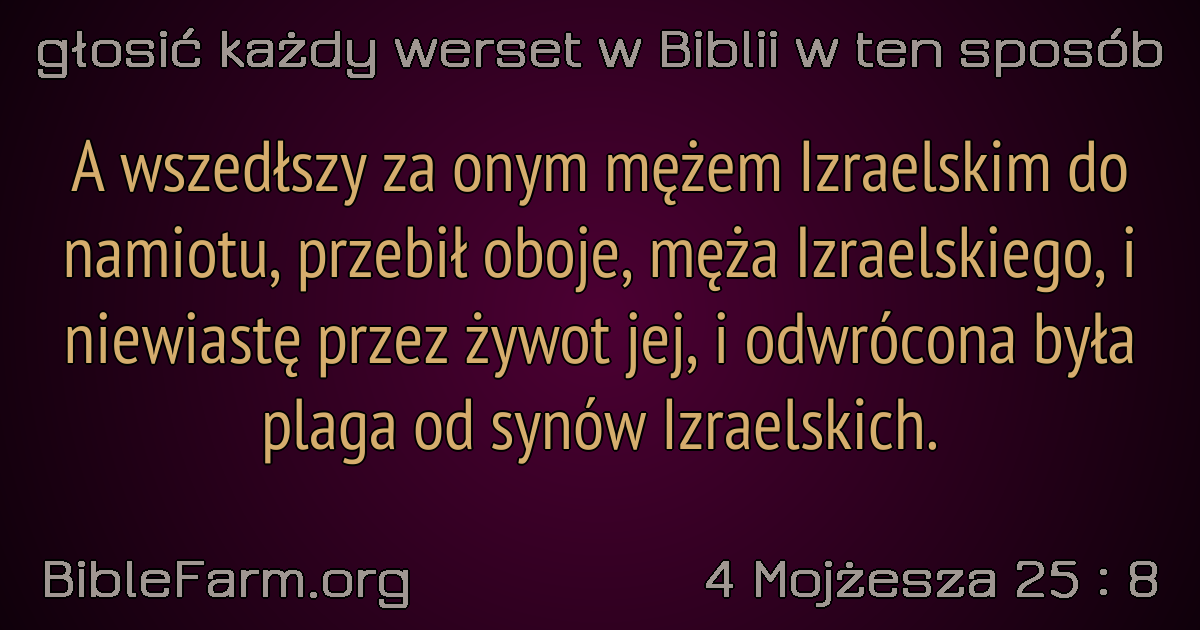 głosić każdy werset w Biblii w ten sposób
A wszedłszy za onym mężem Izraelskim do
namiotu, przebił oboje, męża Izraelskiego, i
niewiastę przez żywot jej, i odwrócona była
plaga od synów Izraelskich.
BibleFarm.org
4 Mojżesza 25 : 8